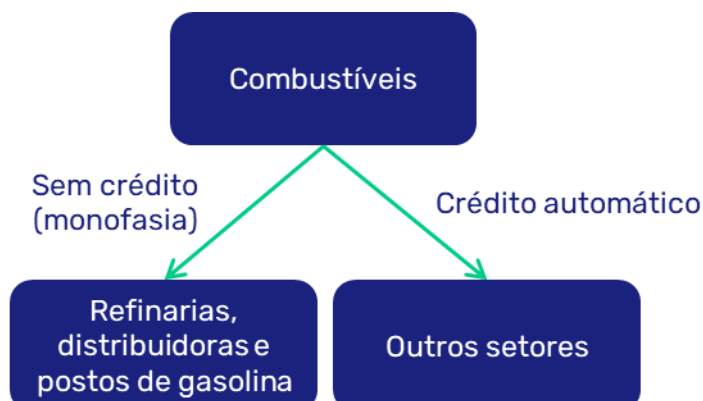 Combustíveis
Sem crédito
(monofasia)
Crédito automático
Refinarias,
distribuidoras e
postos de gasolina
Outros setores